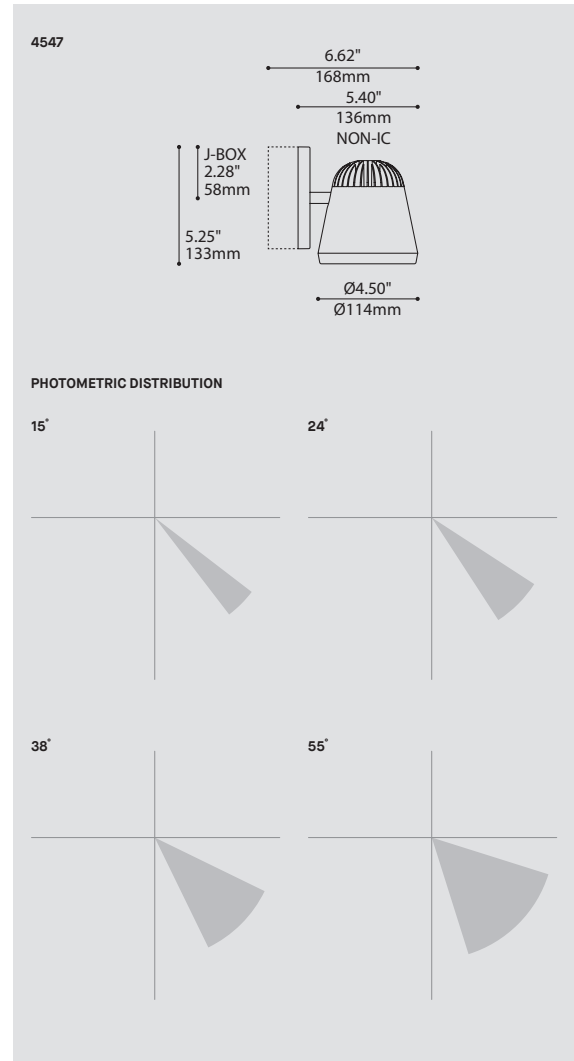 4547
6.62"
168mm
5.40"
136mm
NON-IC
J-BOX
2.28"
58mm
5.25"
133mm
Ø4.50"
Ø114mm
PHOTOMETRIC DISTRIBUTION
15°
24°
38°
55°